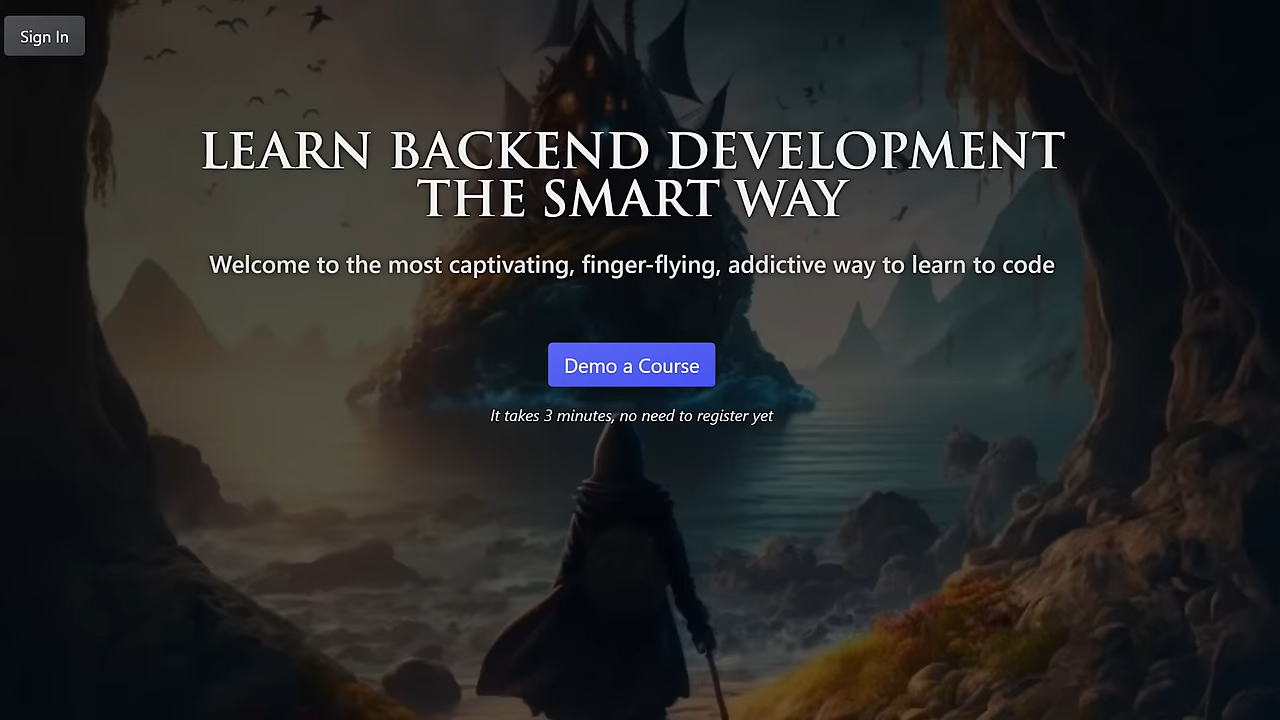 Sign In
LEARN BACKEND DEVELOPMENT
THE SMART WAY
Welcome to the most captivating, finger-flying, addictive way to learn to code
Demo a Course
It takes 3 minutes, no need to register yet